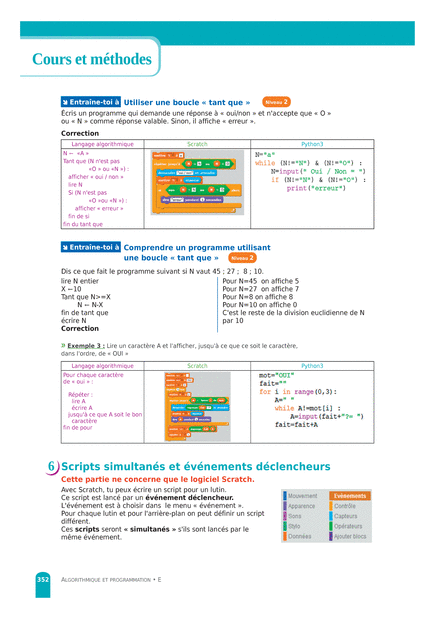 Cours et méthodes
Entraîne-toi à Utiliser une boucle « tant que » Niveau 2
Écris un programme qui demande une réponse à « oui/non » et n'accepte que « O »
ou « N » comme réponse valable. Sinon, il affiche « erreur ».
Correction
Langage algorithmique Scratch Python3
N ← «A »
Tant que (N n'est pas
«O » ou «N ») :
afficher « oui / non »
lire N
Si (N n'est pas
«O »ou «N ») :
afficher « erreur »
fin de si
fin du tant que
N="a"
while (N!="N") & (N!="O") :
N=input(" Oui / Non = ")
if (N!="N") & (N!="O") :
print("erreur")
Entraîne-toi à Comprendre un programme utilisant
une boucle « tant que » Niveau 2
Dis ce que fait le programme suivant si N vaut 45 ; 27 ; 8 ; 10.
lire N entier
X ←10
Tant que N>=X
N ← N-X
fin de tant que
écrire N
Correction
Pour N=45 on affiche 5
Pour N=27 on affiche 7
Pour N=8 on affiche 8
Pour N=10 on affiche 0
C'est le reste de la division euclidienne de N
par 10
» Exemple 3 : Lire un caractère A et l'afficher, jusqu'à ce que ce soit le caractère,
dans l'ordre, de « OUI »
Langage algorithmique Scratch Python3
Pour chaque caractère
de « oui » :
Répéter :
lire A
écrire A
jusqu'à ce que A soit le bon
caractère
fin de pour
mot="OUI"
fait=""
for i in range(0,3):
A=" "
while A!=mot[i] :
A=input(fait+"?= ")
fait=fait+A
6 Scripts simultanés et événements déclencheurs
Cette partie ne concerne que le logiciel Scratch.
Avec Scratch, tu peux écrire un script pour un lutin.
Ce script est lancé par un événement déclencheur.
L'événement est à choisir dans le menu « événement ».
Pour chaque lutin et pour l'arrière-plan on peut définir un script
différent.
Ces scripts seront « simultanés » s'ils sont lancés par le
même événement.
Mouvement Evénements
Apparence Contrôle
Sons Capteurs
Stylo Opérateurs
Données Ajouter blocs
352 Algorithmique et programmation • E